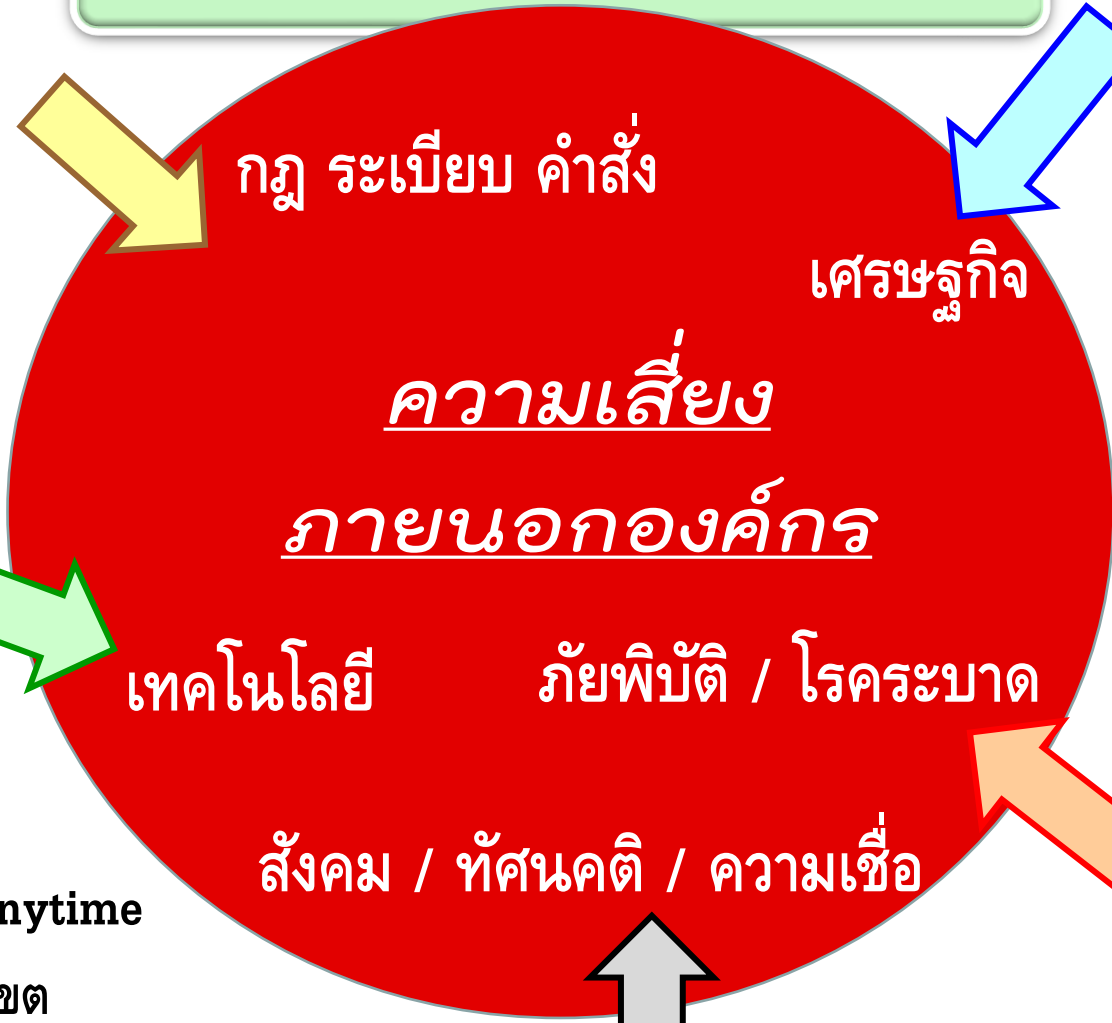 กฎ ระเบียบ คำสั่ง
เศรษฐกิจ
ความเสี่ยง
ภายนอกองค์กร
เทคโนโลยี
ภัยพิบัติ / โรคระบาด
สังคม / ทัศนคติ / ความเชื่อ
nytime
ขต